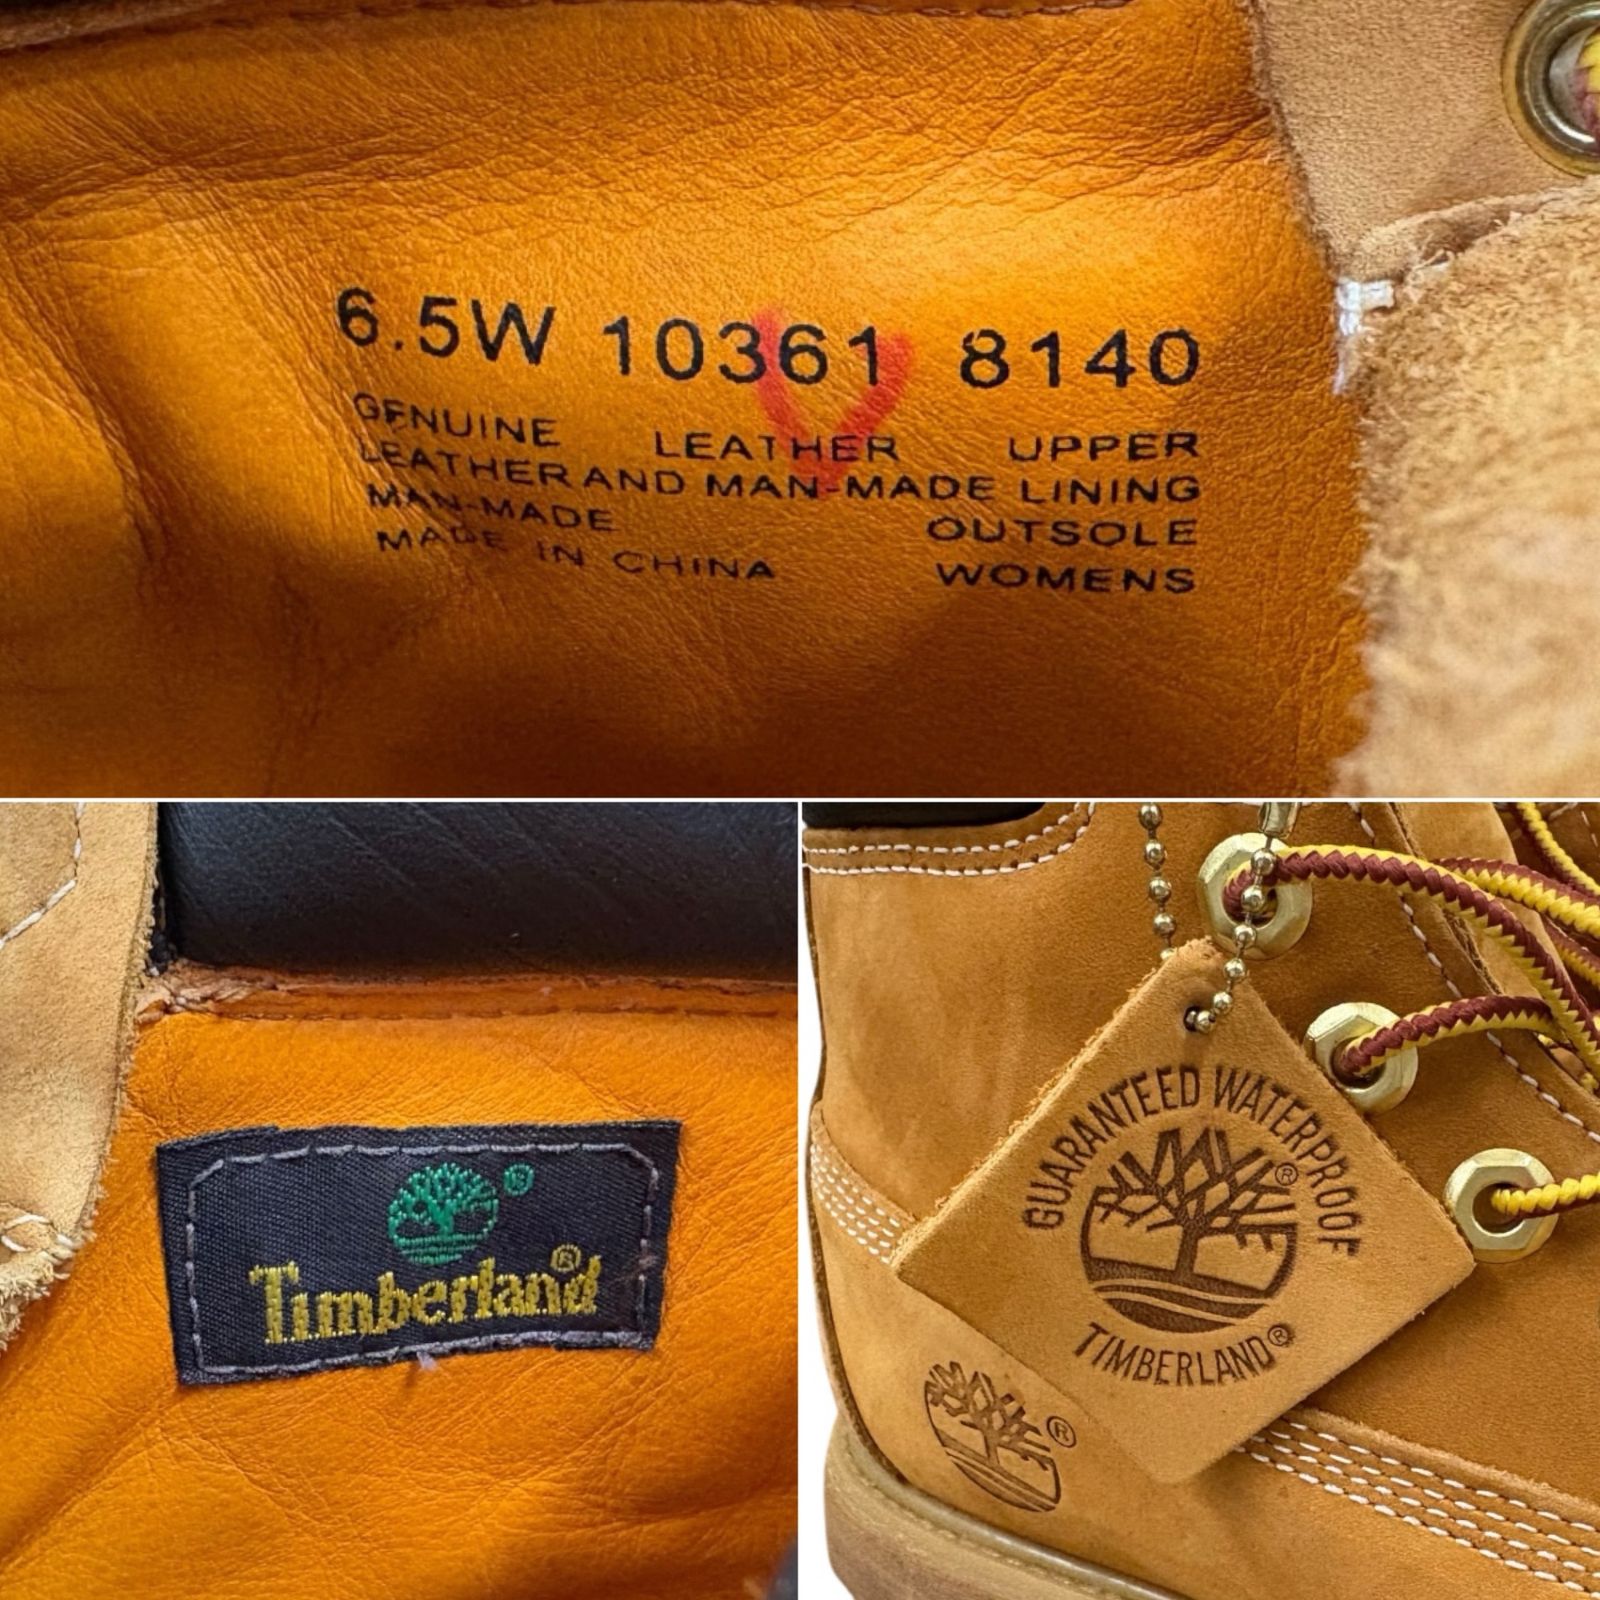 6.5W 10361 8140
GENUINE LEATHER UPPER
LEATHER AND MAN-MADE LINING
MAN-MADE OUTSOLE
MADE IN CHINA WOMENS
®
Timberland®
GUARANTEED WATERPROOF
®
TIMBERLAND®
®